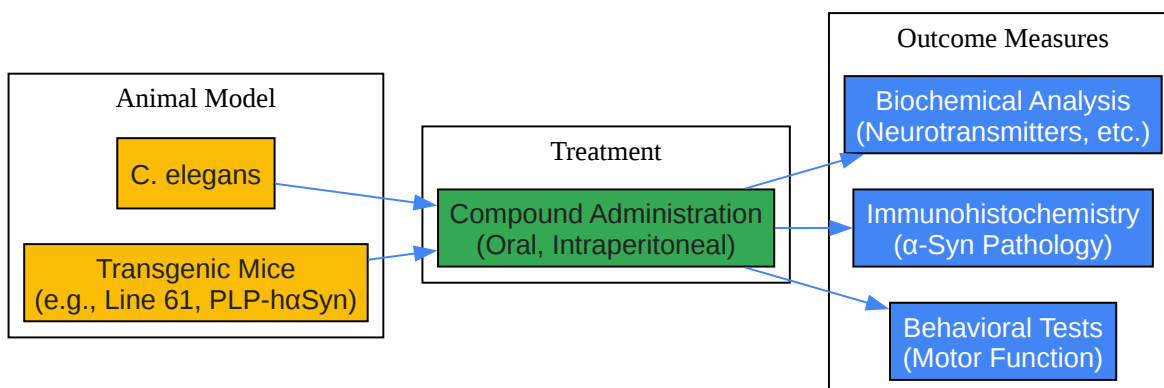 Animal Model
C. elegans
Transgenic Mice
(e.g., Line 61, PLP-hαSyn)
Treatment
Compound Administration
(Oral, Intraperitoneal)
Outcome Measures
Biochemical Analysis
(Neurotransmitters, etc.)
Immunohistochemistry
(α-Syn Pathology)
Behavioral Tests
(Motor Function)